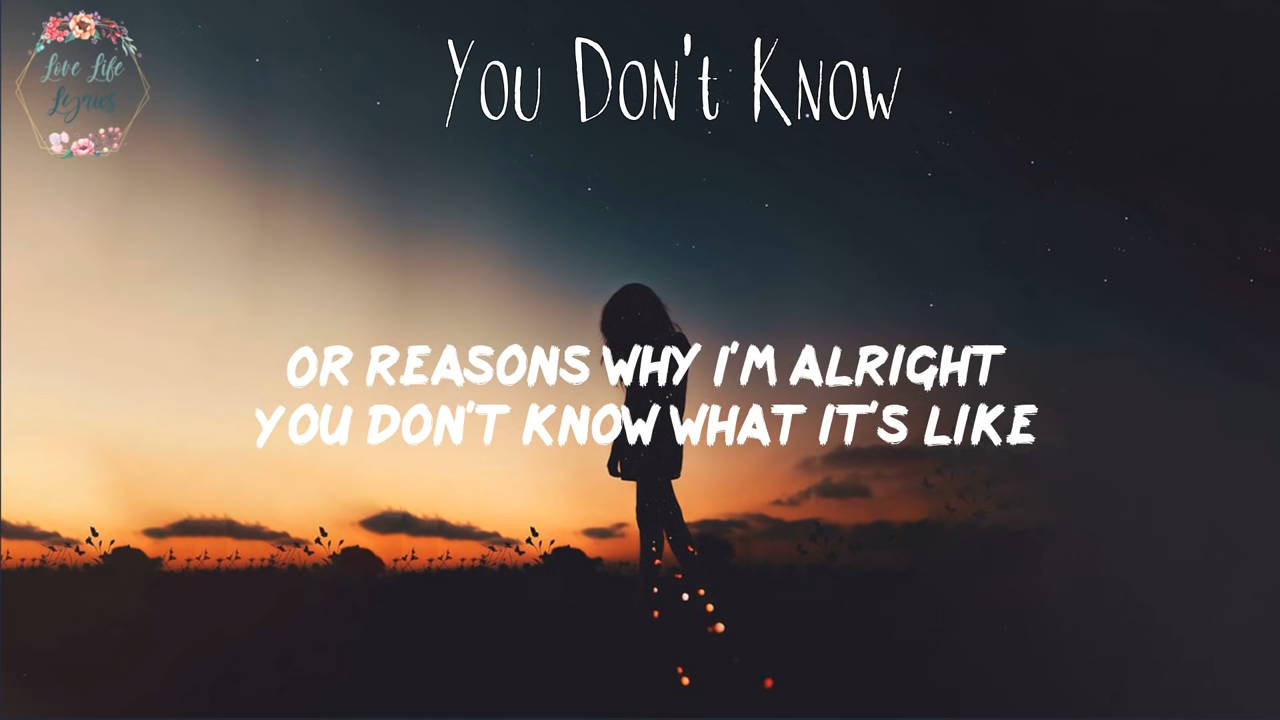 Love Life
Lyrics
You Don't Know
OR REASONS WHY I'M ALRIGHT
YOU DON'T KNOW WHAT IT'S LIKE